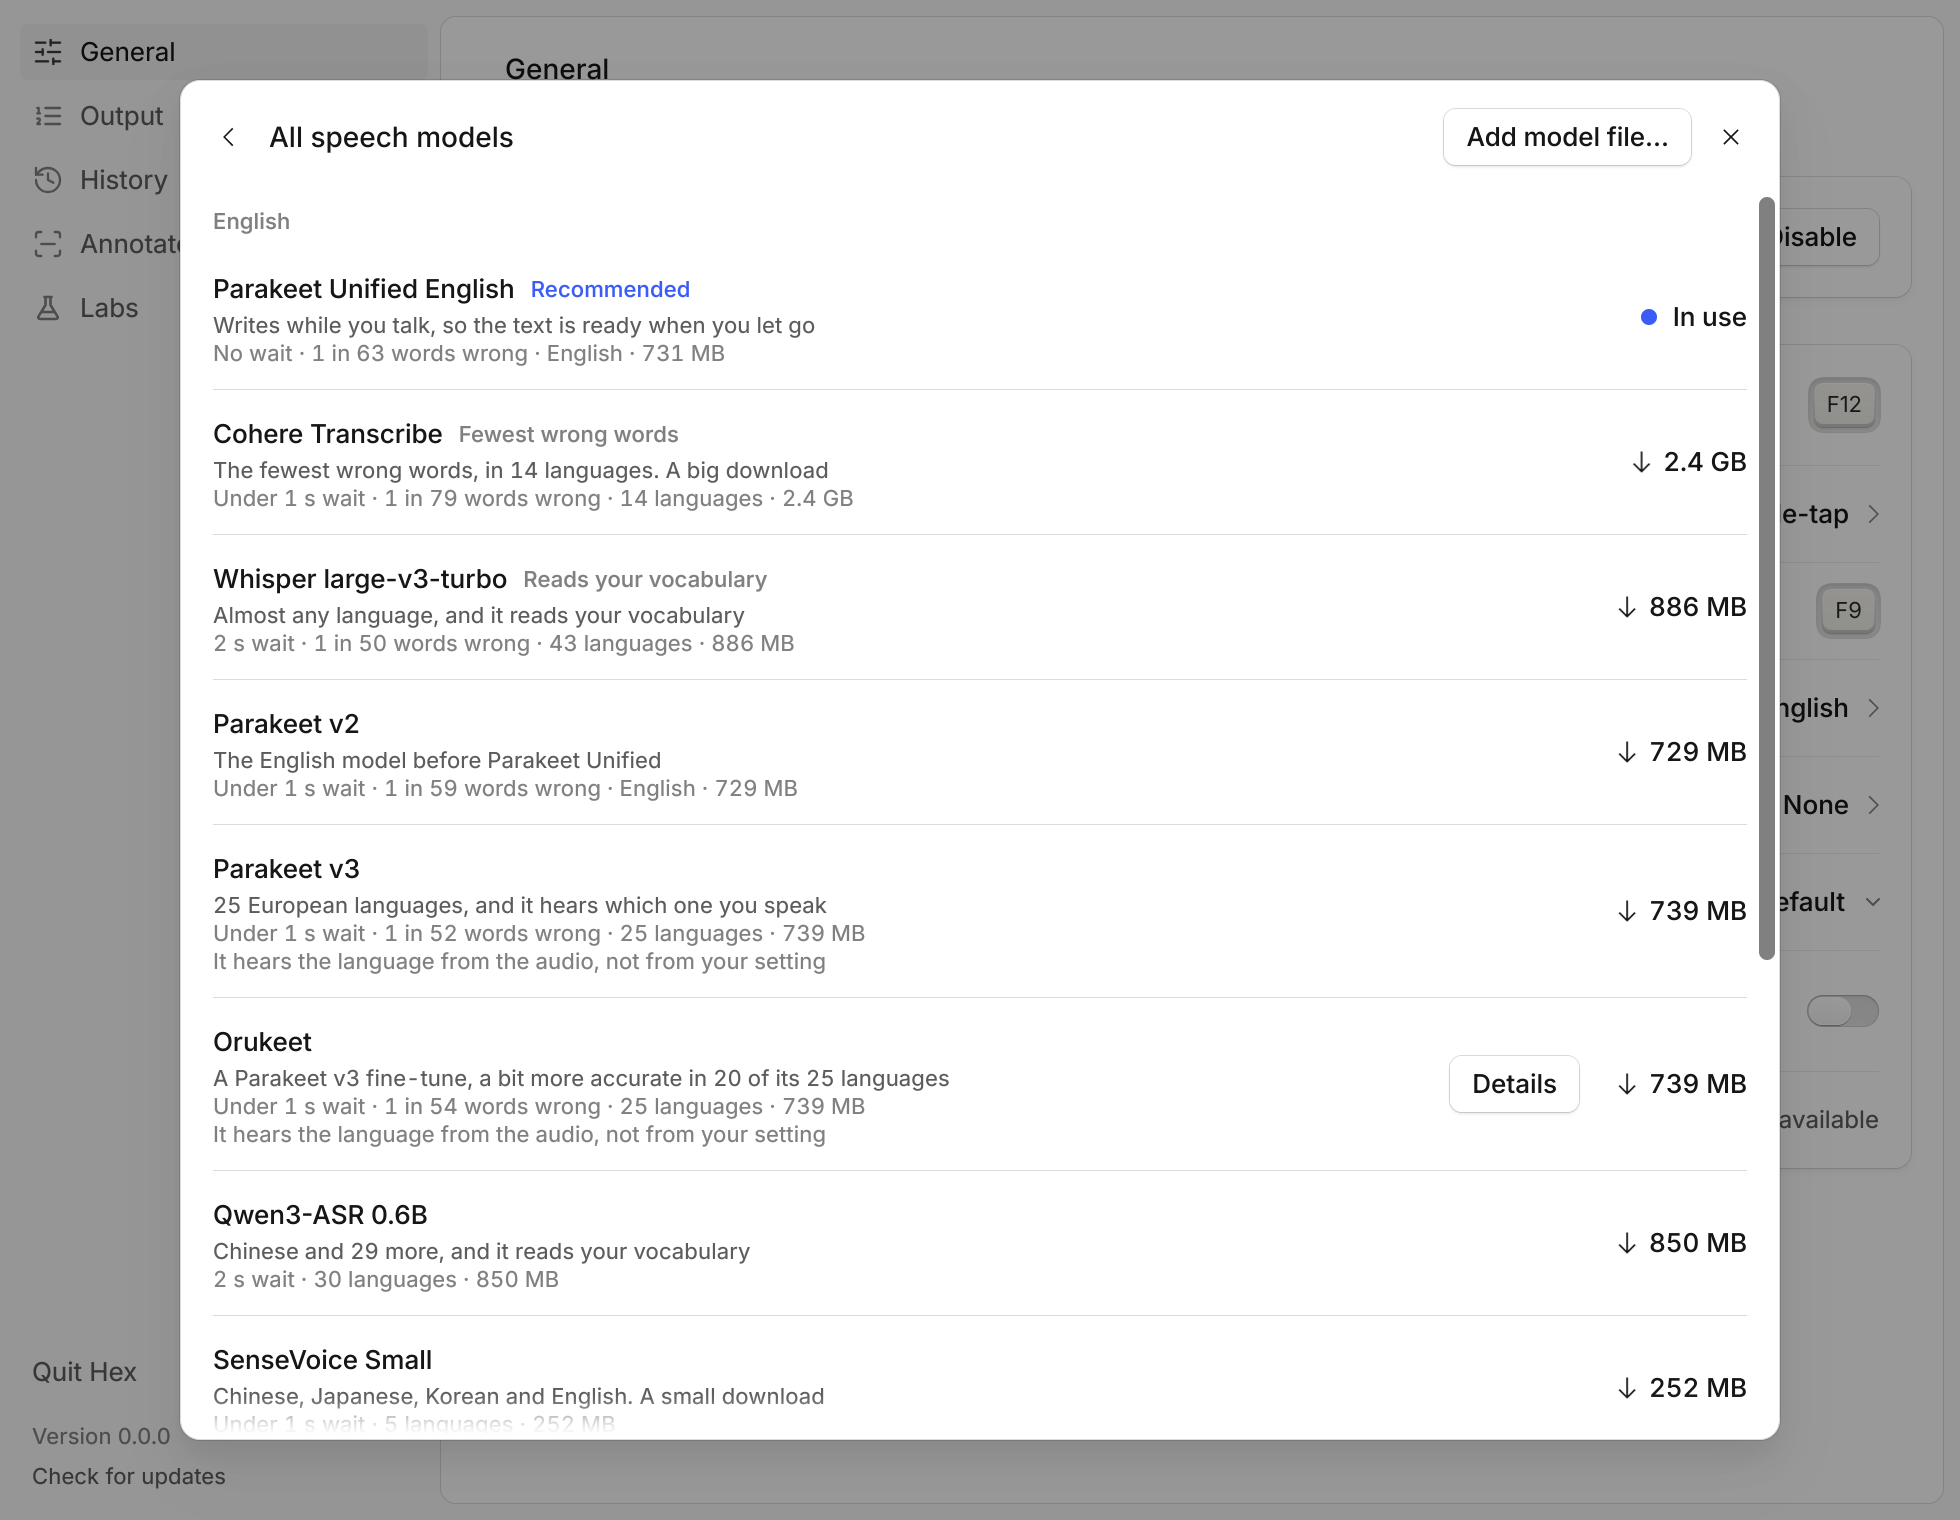 General
Output
History
Annotate
Labs
General
All speech models
Add model file...
English
Parakeet Unified English Recommended
Writes while you talk, so the text is ready when you let go
No wait · 1 in 63 words wrong · English · 731 MB
In use
Cohere Transcribe Fewest wrong words
The fewest wrong words, in 14 languages. A big download
Under 1 s wait · 1 in 79 words wrong · 14 languages · 2.4 GB
↓ 2.4 GB
Whisper large-v3-turbo Reads your vocabulary
Almost any language, and it reads your vocabulary
2 s wait · 1 in 50 words wrong · 43 languages · 886 MB
↓ 886 MB
Parakeet v2
The English model before Parakeet Unified
Under 1 s wait · 1 in 59 words wrong · English · 729 MB
↓ 729 MB
Parakeet v3
25 European languages, and it hears which one you speak
Under 1 s wait · 1 in 52 words wrong · 25 languages · 739 MB
It hears the language from the audio, not from your setting
↓ 739 MB
Orukeet
A Parakeet v3 fine-tune, a bit more accurate in 20 of its 25 languages
Under 1 s wait · 1 in 54 words wrong · 25 languages · 739 MB
It hears the language from the audio, not from your setting
Details
↓ 739 MB
Qwen3-ASR 0.6B
Chinese and 29 more, and it reads your vocabulary
2 s wait · 30 languages · 850 MB
↓ 850 MB
SenseVoice Small
Chinese, Japanese, Korean and English. A small download
Under 1 s wait · 5 languages · 252 MB
↓ 252 MB
Disable
F12
e-tap
F9
nglish
None
efault
available
Quit Hex
Version 0.0.0
Check for updates